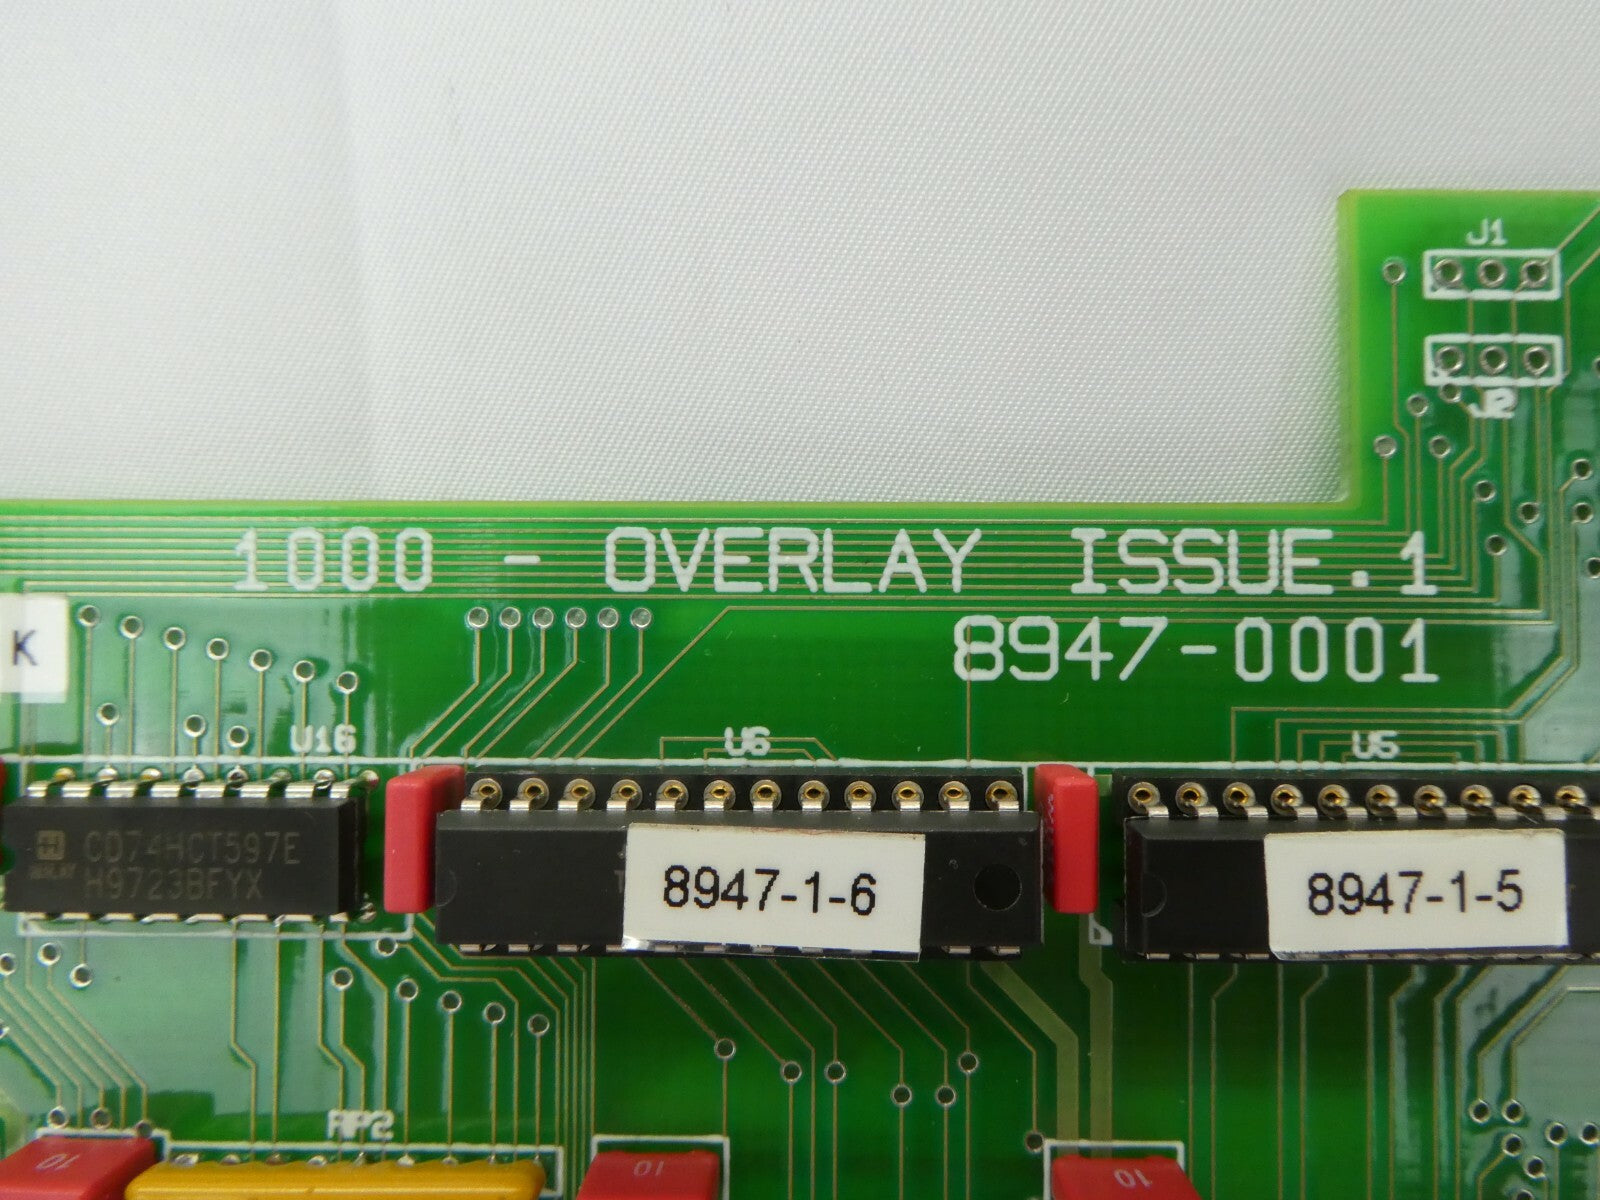 J1
J2
1000 - OVERLAY ISSUE.1
8947-0001
K
U16
U6
U5
CD74HCT597E
H9723BFYX
8947-1-6
8947-1-5
RP2
10
10
10